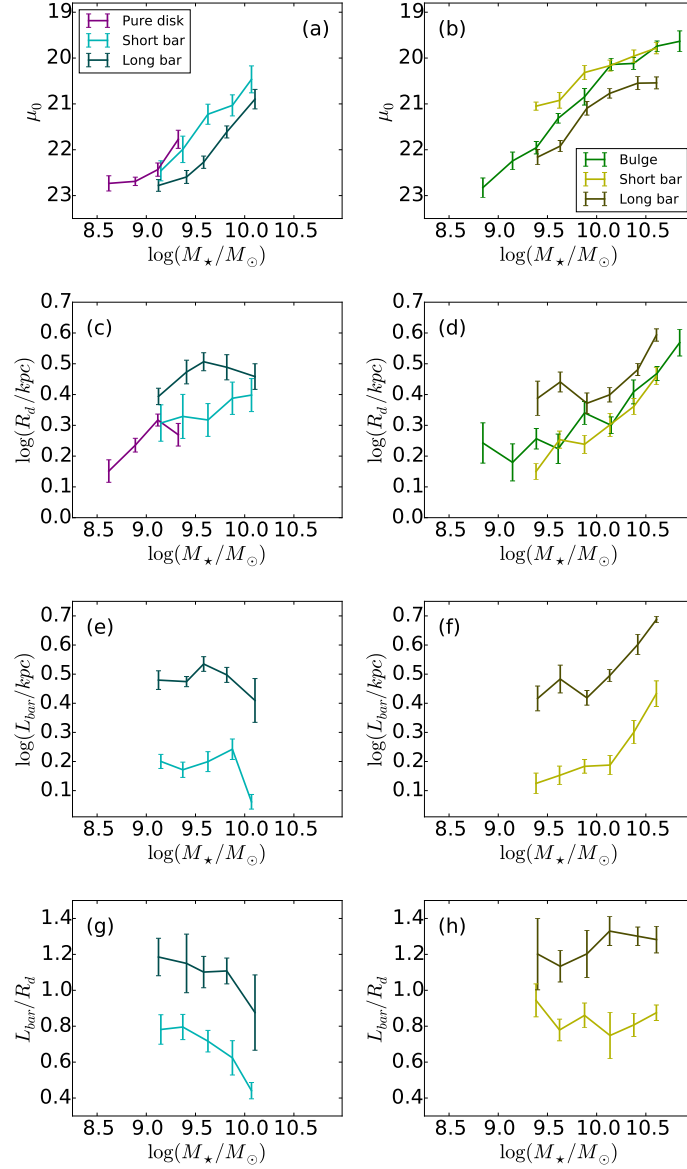 19
20
21
22
23
μ₀
Pure disk
Short bar
Long bar
(a)
8.5 9.0 9.5 10.0 10.5
log(M★/M⊙)
19
20
21
22
23
μ₀
(b)
Bulge
Short bar
Long bar
8.5 9.0 9.5 10.0 10.5
log(M★/M⊙)
0.7
0.6
0.5
0.4
0.3
0.2
0.1
0.0
log(R_d/kpc)
(c)
8.5 9.0 9.5 10.0 10.5
log(M★/M⊙)
0.7
0.6
0.5
0.4
0.3
0.2
0.1
0.0
log(R_d/kpc)
(d)
8.5 9.0 9.5 10.0 10.5
log(M★/M⊙)
0.7
0.6
0.5
0.4
0.3
0.2
0.1
log(L_bar/kpc)
(e)
8.5 9.0 9.5 10.0 10.5
log(M★/M⊙)
0.7
0.6
0.5
0.4
0.3
0.2
0.1
log(L_bar/kpc)
(f)
8.5 9.0 9.5 10.0 10.5
log(M★/M⊙)
1.4
1.2
1.0
0.8
0.6
0.4
L_bar/R_d
(g)
8.5 9.0 9.5 10.0 10.5
log(M★/M⊙)
1.4
1.2
1.0
0.8
0.6
0.4
L_bar/R_d
(h)
8.5 9.0 9.5 10.0 10.5
log(M★/M⊙)